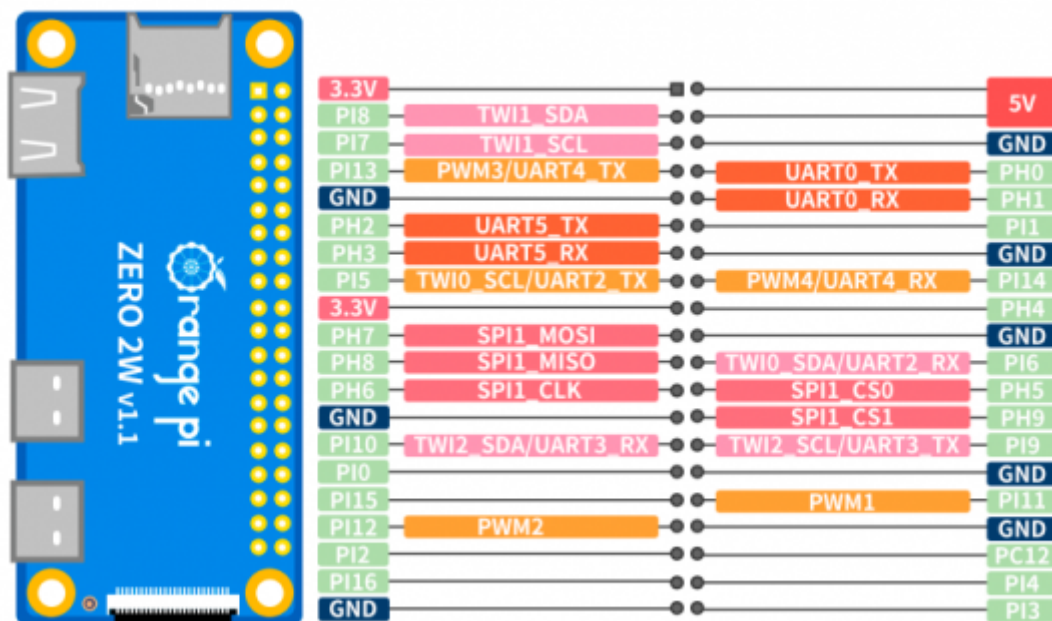 3.3V 5V
PI8 TWI1_SDA
PI7 TWI1_SCL GND
PI13 PWM3/UART4_TX UART0_TX PH0
GND UART0_RX PH1
PH2 UART5_TX PI1
PH3 UART5_RX GND
PI5 TWI0_SCL/UART2_TX PWM4/UART4_RX PI14
3.3V PH4
PH7 SPI1_MOSI GND
PH8 SPI1_MISO TWI0_SDA/UART2_RX PI6
PH6 SPI1_CLK SPI1_CS0 PH5
GND SPI1_CS1 PH9
PI10 TWI2_SDA/UART3_RX TWI2_SCL/UART3_TX PI9
PI0 GND
PI15 PWM1 PI11
PI12 PWM2 GND
PI2 PC12
PI16 PI4
GND PI3
Orange pi
ZERO 2W v1.1